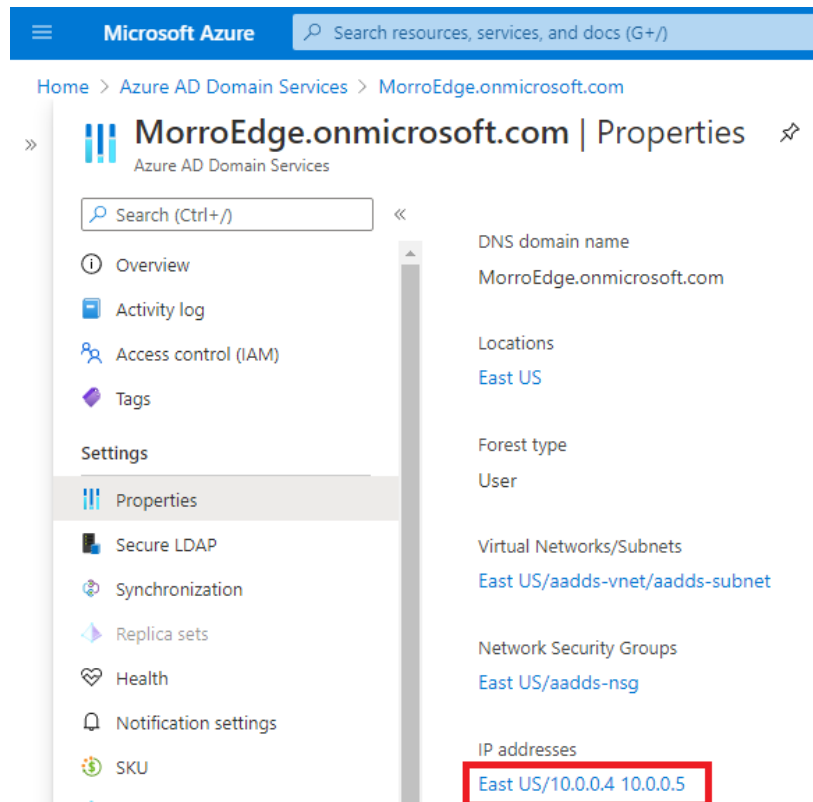 Microsoft Azure
Search resources, services, and docs (G+/)
Home > Azure AD Domain Services > MorroEdge.onmicrosoft.com
MorroEdge.onmicrosoft.com | Properties
Azure AD Domain Services
Search (Ctrl+/)
Overview
Activity log
Access control (IAM)
Tags
Settings
Properties
Secure LDAP
Synchronization
Replica sets
Health
Notification settings
SKU
DNS domain name
MorroEdge.onmicrosoft.com
Locations
East US
Forest type
User
Virtual Networks/Subnets
East US/aadds-vnet/aadds-subnet
Network Security Groups
East US/aadds-nsg
IP addresses
East US/10.0.0.4 10.0.0.5